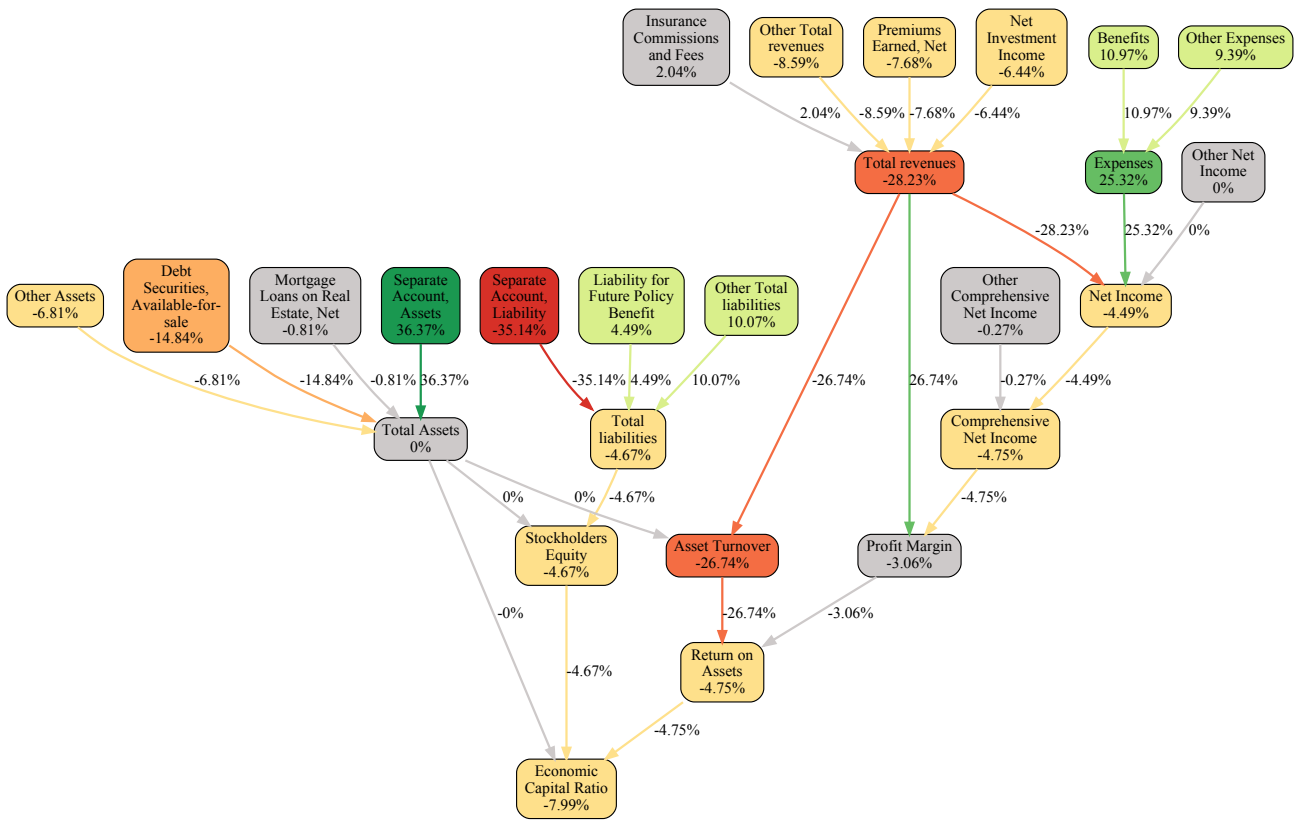 Insurance
Commissions
and Fees
2.04%
Other Total
revenues
-8.59%
Premiums
Earned, Net
-7.68%
Net
Investment
Income
-6.44%
Benefits
10.97%
Other Expenses
9.39%
2.04%
-8.59%
-7.68%
-6.44%
10.97%
9.39%
Total revenues
-28.23%
Expenses
25.32%
Other Net
Income
0%
-28.23%
25.32%
0%
Other Assets
-6.81%
Debt
Securities,
Available-for-
sale
-14.84%
Mortgage
Loans on Real
Estate, Net
-0.81%
Separate
Account,
Assets
36.37%
Separate
Account,
Liability
-35.14%
Liability for
Future Policy
Benefit
4.49%
Other Total
liabilities
10.07%
Other
Comprehensive
Net Income
-0.27%
Net Income
-4.49%
-6.81%
-14.84%
-0.81%
36.37%
-35.14%
4.49%
10.07%
-26.74%
26.74%
-0.27%
-4.49%
Total Assets
0%
Total
liabilities
-4.67%
Comprehensive
Net Income
-4.75%
0%
0%
-4.67%
-4.75%
Stockholders
Equity
-4.67%
Asset Turnover
-26.74%
Profit Margin
-3.06%
-0%
-26.74%
-3.06%
-4.67%
Return on
Assets
-4.75%
-4.75%
Economic
Capital Ratio
-7.99%